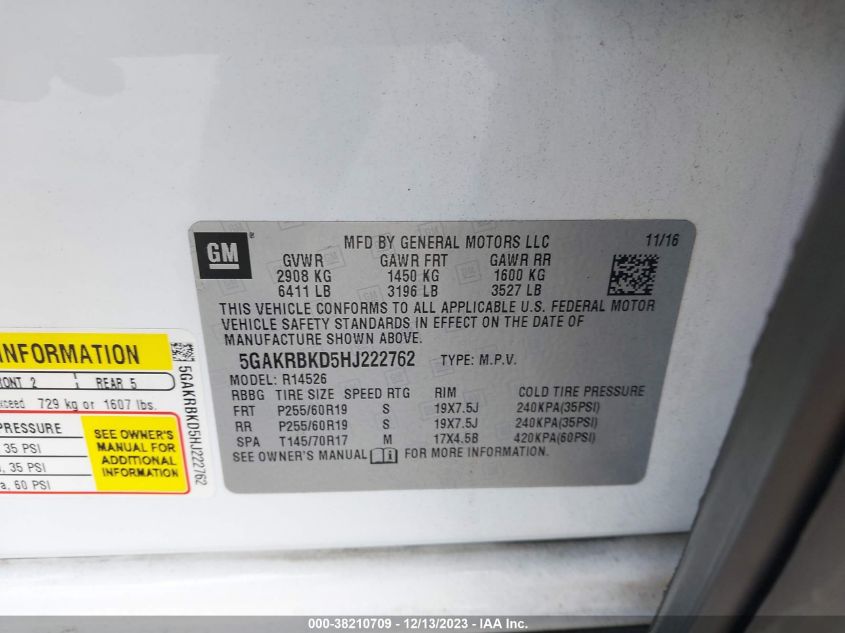 GM ®
MFD BY GENERAL MOTORS LLC 11/16
GVWR GAWR FRT GAWR RR
2908 KG 1450 KG 1600 KG
6411 LB 3196 LB 3527 LB
THIS VEHICLE CONFORMS TO ALL APPLICABLE U.S. FEDERAL MOTOR
VEHICLE SAFETY STANDARDS IN EFFECT ON THE DATE OF
MANUFACTURE SHOWN ABOVE.
5GAKRBKD5HJ222762 TYPE: M.P.V.
MODEL: R14526
RBBG TIRE SIZE SPEED RTG RIM COLD TIRE PRESSURE
FRT P255/60R19 S 19X7.5J 240KPA(35PSI)
RR P255/60R19 S 19X7.5J 240KPA(35PSI)
SPA T145/70R17 M 17X4.5B 420KPA(60PSI)
SEE OWNER'S MANUAL i FOR MORE INFORMATION.
INFORMATION
2 REAR 5
729 kg or 1607 lbs.
PRESSURE
35 PSI
35 PSI
60 PSI
SEE OWNER'S
MANUAL FOR
ADDITIONAL
INFORMATION
5GAKRBKD5HJ222762
000-38210709 - 12/13/2023 - IAA Inc.